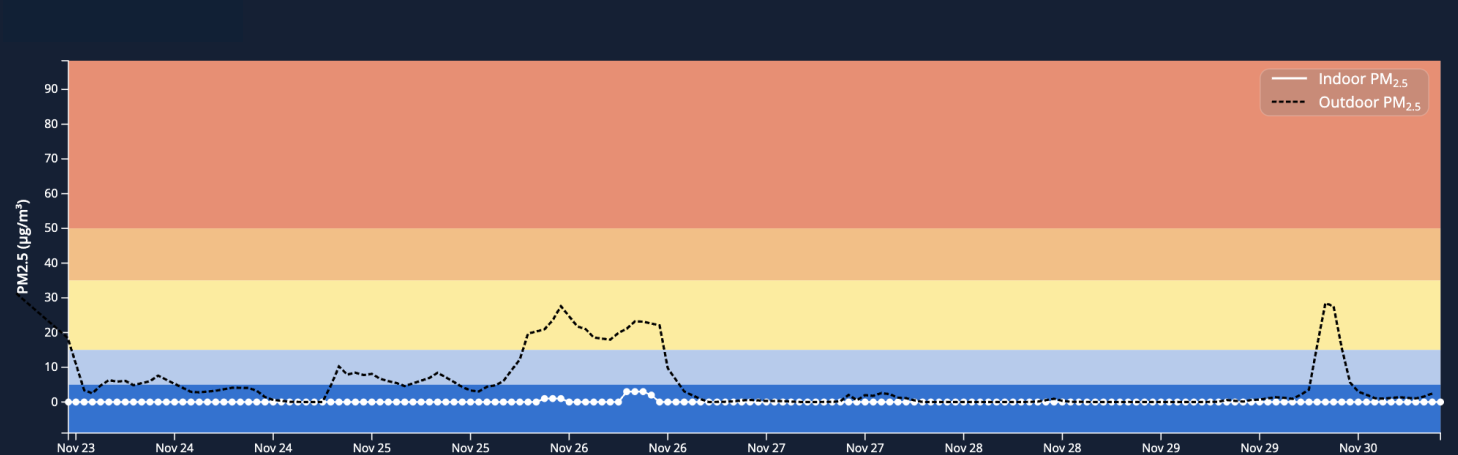 Indoor PM2.5
Outdoor PM2.5
PM2.5 (μg/m³)
90
80
70
60
50
40
30
20
10
0
Nov 23 Nov 24 Nov 24 Nov 25 Nov 25 Nov 26 Nov 26 Nov 27 Nov 27 Nov 28 Nov 28 Nov 29 Nov 29 Nov 30